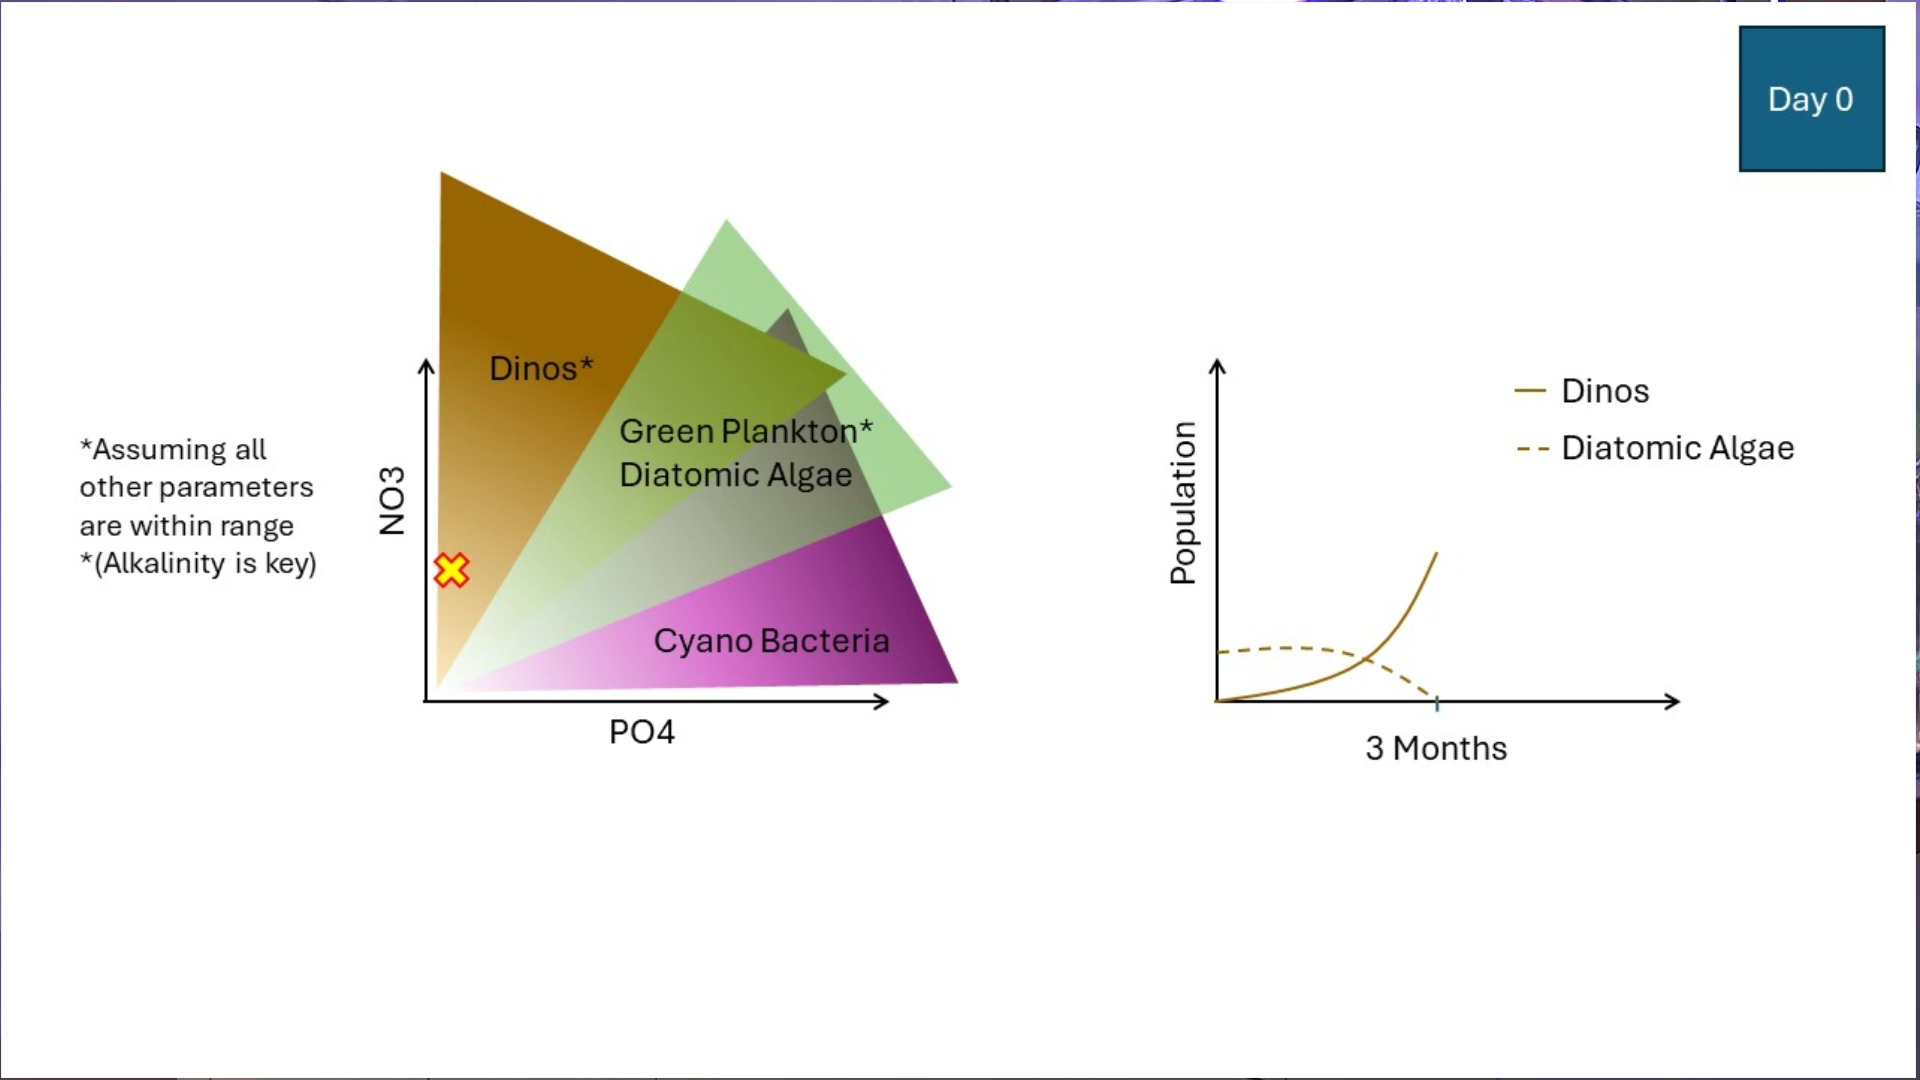 Day 0
*Assuming all
other parameters
are within range
*(Alkalinity is key)
NO3
Dinos*
Green Plankton*
Diatomic Algae
Cyano Bacteria
PO4
Population
Dinos
Diatomic Algae
3 Months